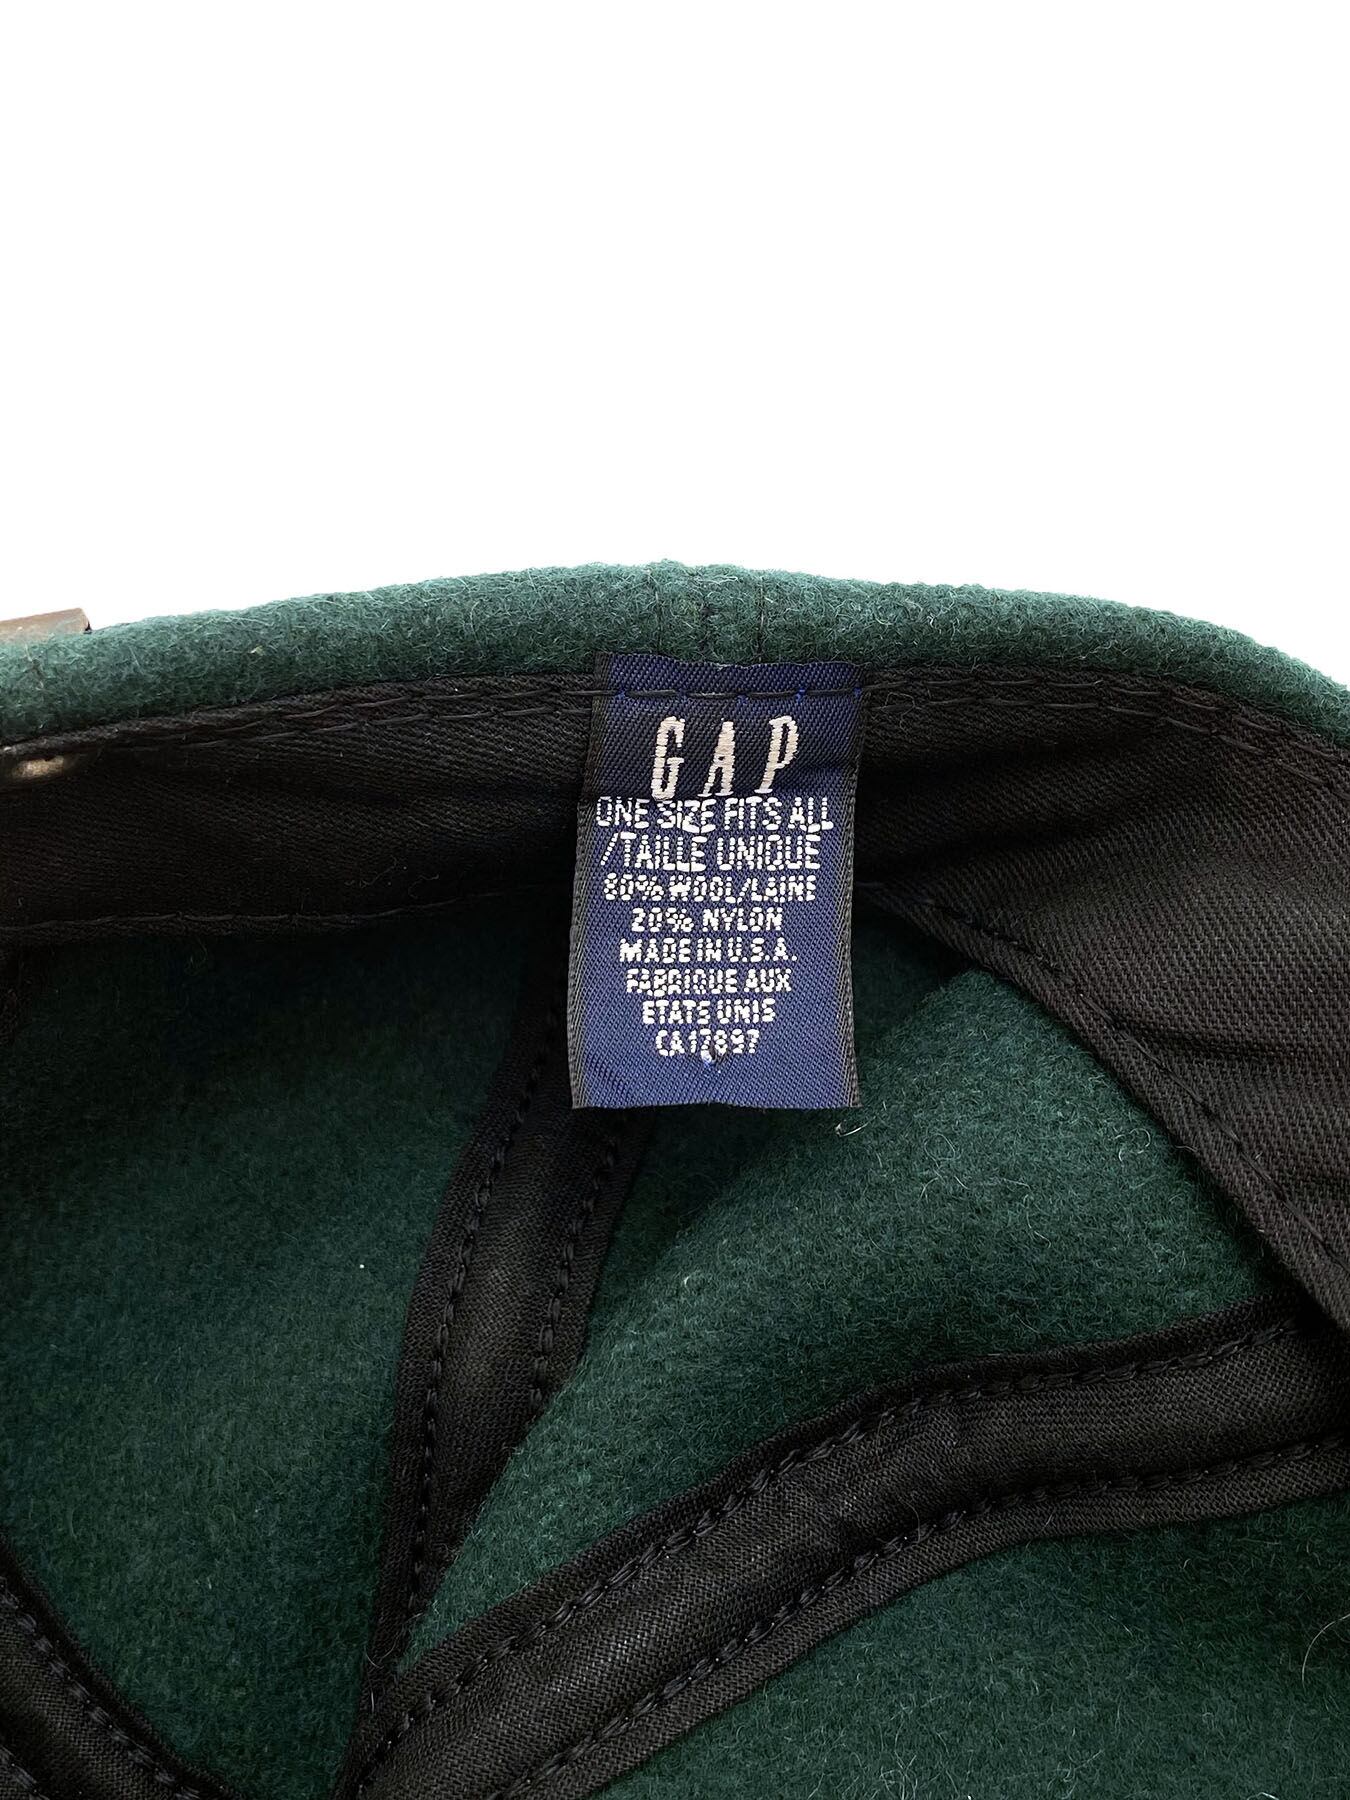 GAP
ONE SIZE FITS ALL
/TAILLE UNIQUE
80% WOOL/LAINE
20% NYLON
MADE IN U.S.A.
FABRIQUE AUX
ETATS UNIS
CA17897